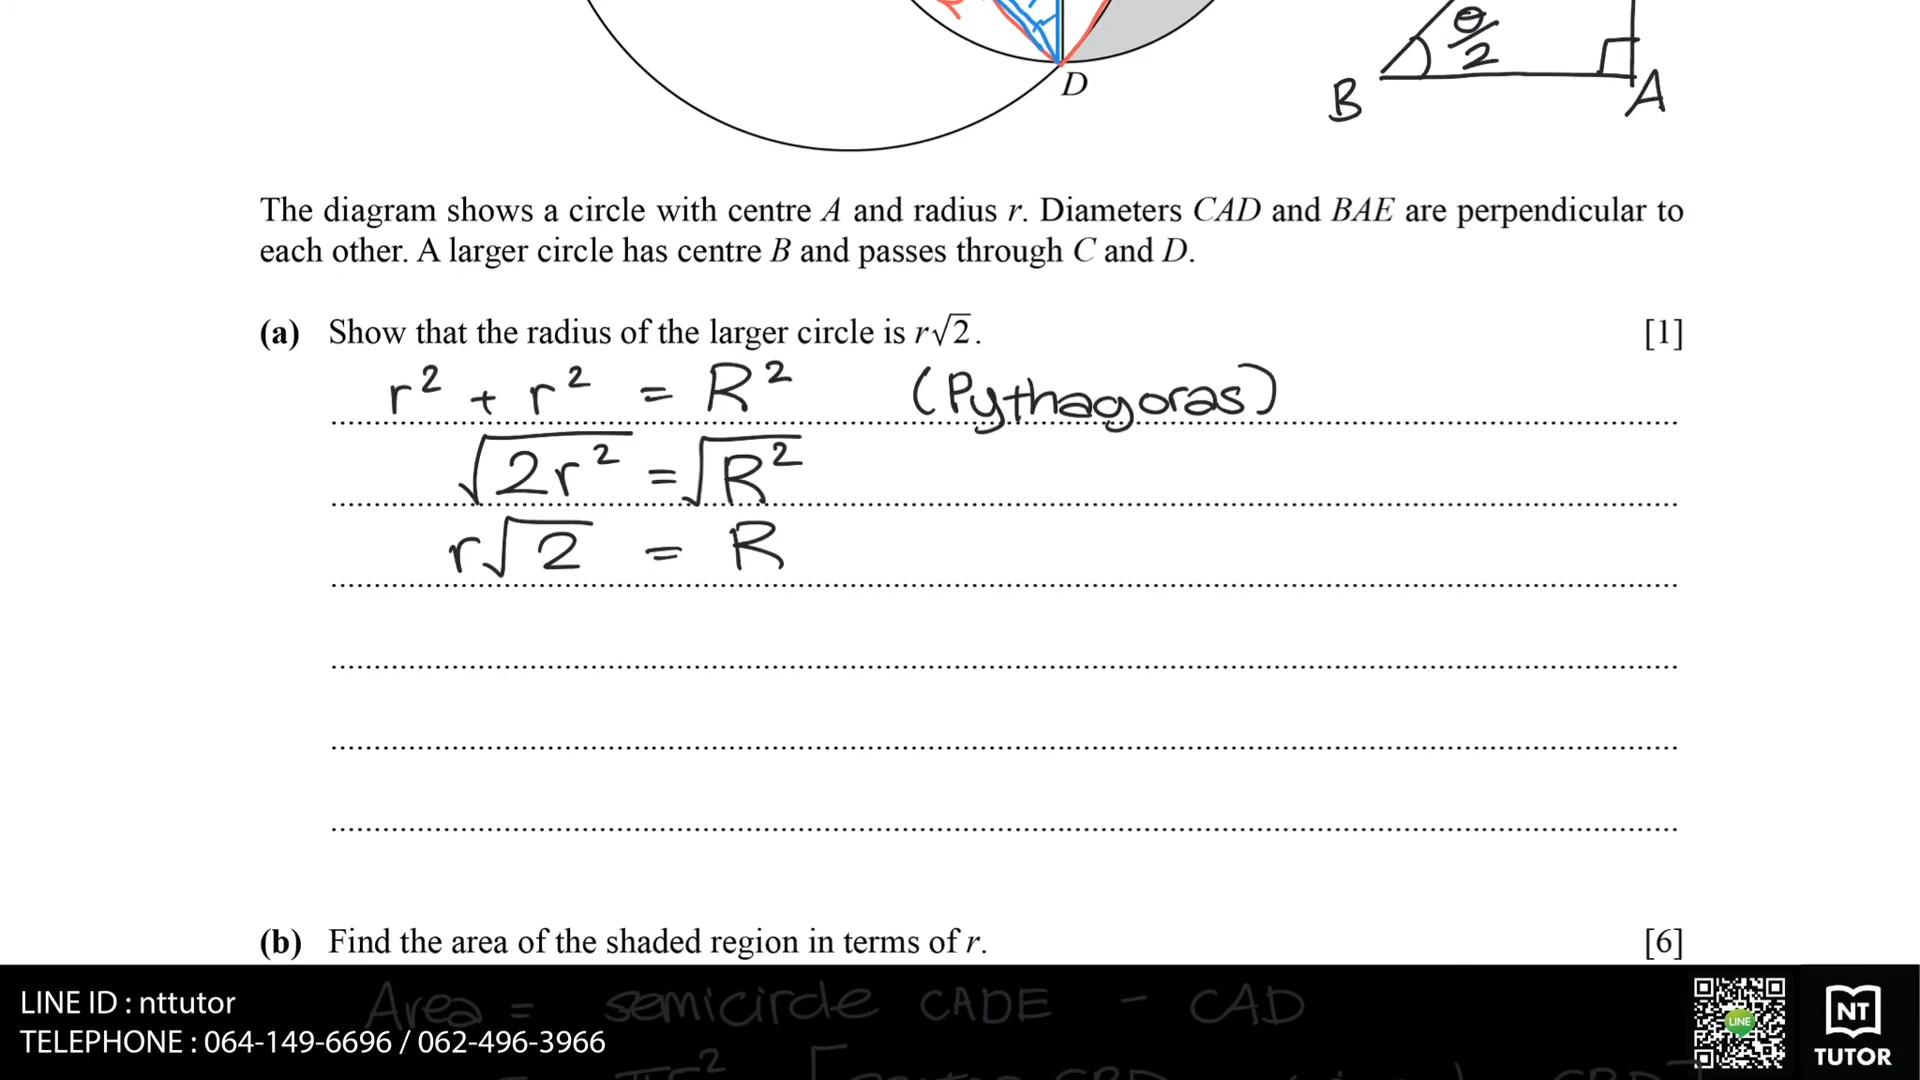 D
θ/2
B
A
The diagram shows a circle with centre A and radius r. Diameters CAD and BAE are perpendicular to
each other. A larger circle has centre B and passes through C and D.
(a) Show that the radius of the larger circle is r√2. [1]
r² + r² = R² (Pythagoras)
√2r² = √R²
r√2 = R
(b) Find the area of the shaded region in terms of r. [6]
Area = semicircle CADE - CAD
LINE ID : nttutor
TELEPHONE : 064-149-6696 / 062-496-3966
LINE
NT
TUTOR